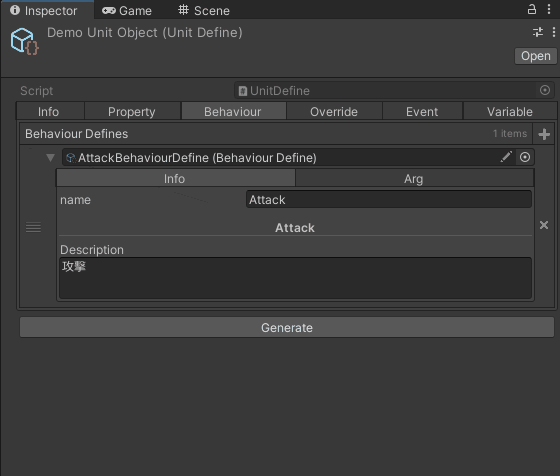 Inspector Game Scene
Demo Unit Object (Unit Define)
Open
Script UnitDefine
Info Property Behaviour Override Event Variable
Behaviour Defines 1 items
AttackBehaviourDefine (Behaviour Define)
Info Arg
name Attack
Attack
Description
攻擊
Generate